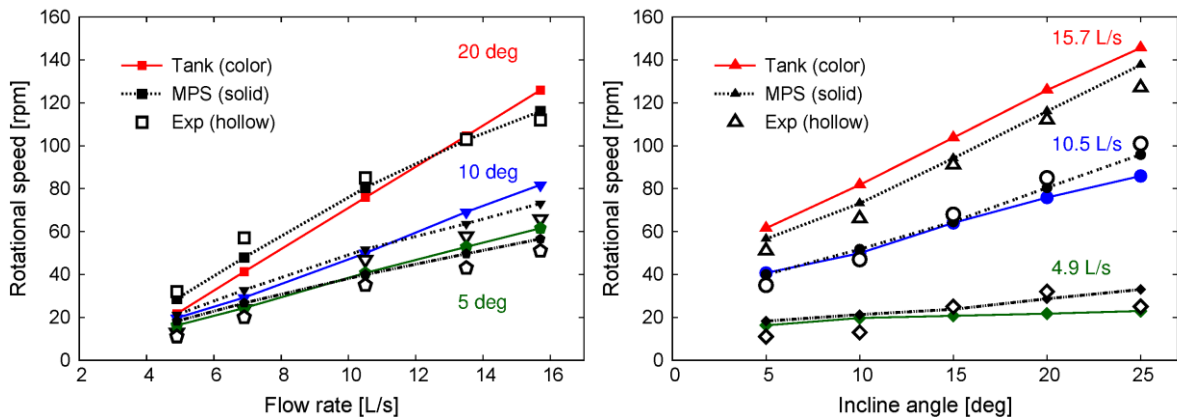 160
140
120
100
80
60
40
20
0
Rotational speed [rpm]
Tank (color)
MPS (solid)
Exp (hollow)
20 deg
10 deg
5 deg
2 4 6 8 10 12 14 16
Flow rate [L/s]
160
140
120
100
80
60
40
20
0
Rotational speed [rpm]
Tank (color)
MPS (solid)
Exp (hollow)
15.7 L/s
10.5 L/s
4.9 L/s
0 5 10 15 20 25
Incline angle [deg]